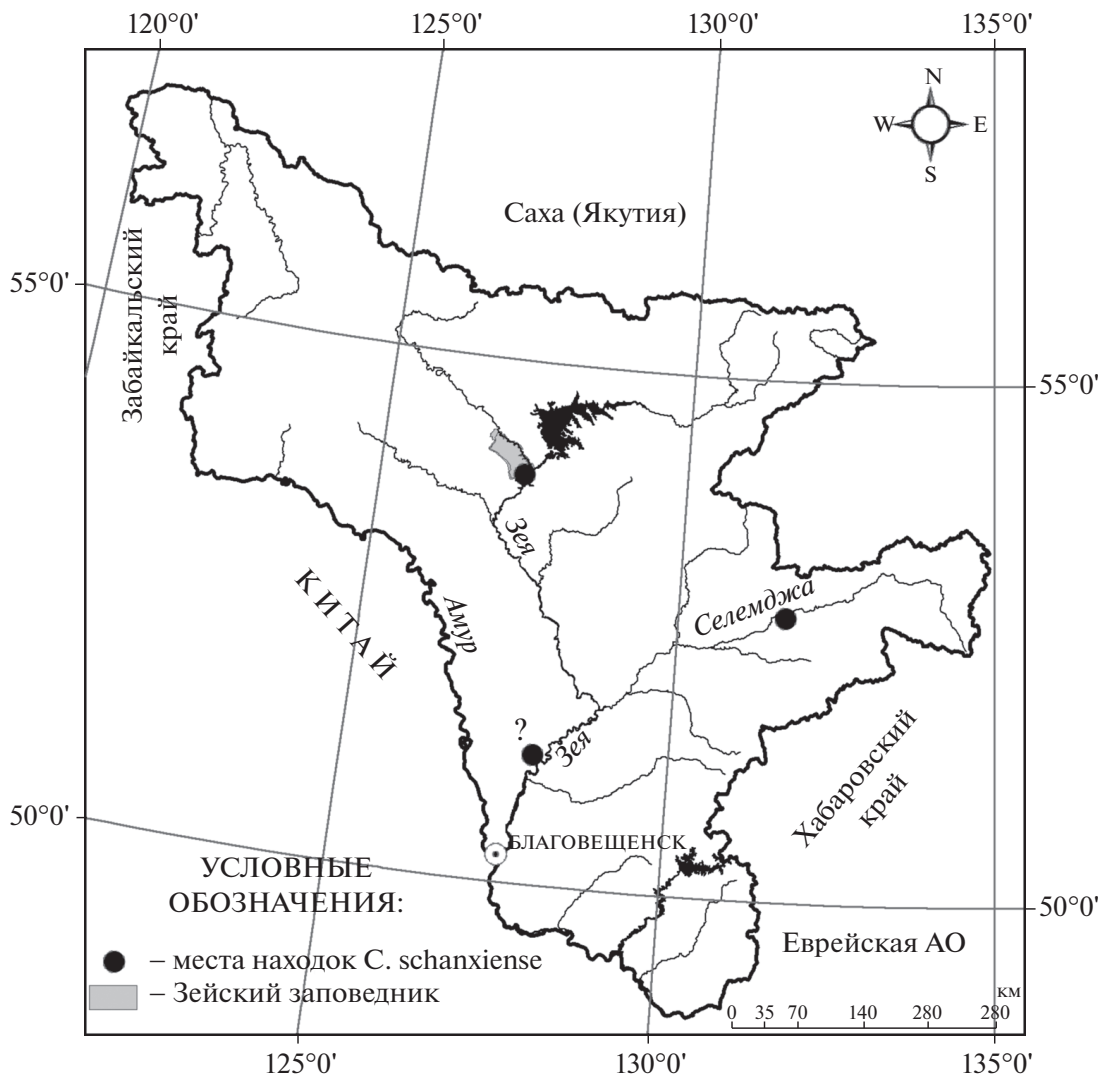 120°0'
125°0'
130°0'
135°0'
N
W
E
S
Саха (Якутия)
55°0'
Забайкальский
край
55°0'
Зея
КИТАЙ
Амур
Селемджа
?
Зея
Хабаровский
край
50°0'
БЛАГОВЕЩЕНСК
УСЛОВНЫЕ
ОБОЗНАЧЕНИЯ:
50°0'
Еврейская АО
– места находок C. schanxiense
– Зейский заповедник
км
0 35 70 140 280 280
125°0'
130°0'
135°0'